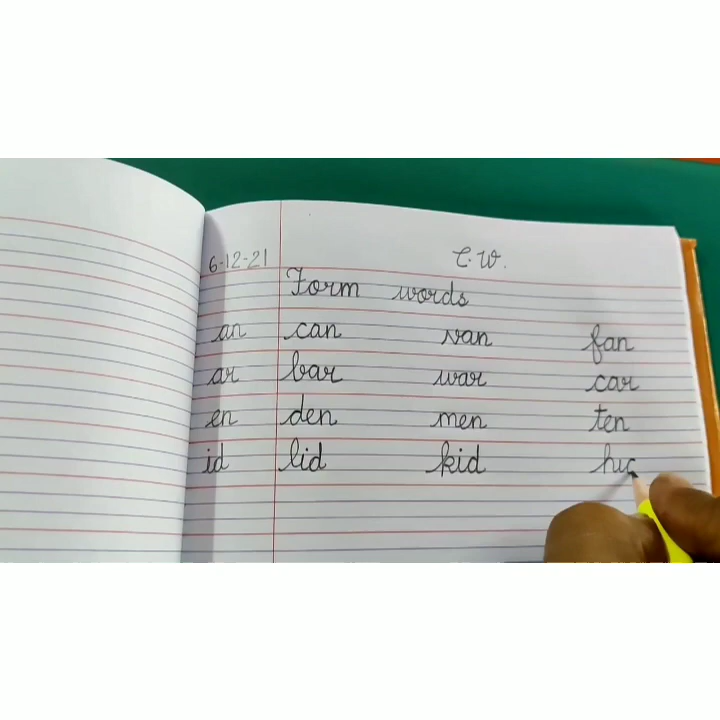 6-12-21 C.W.
Form words
an can van fan
ar bar war car
en den men ten
id lid kid